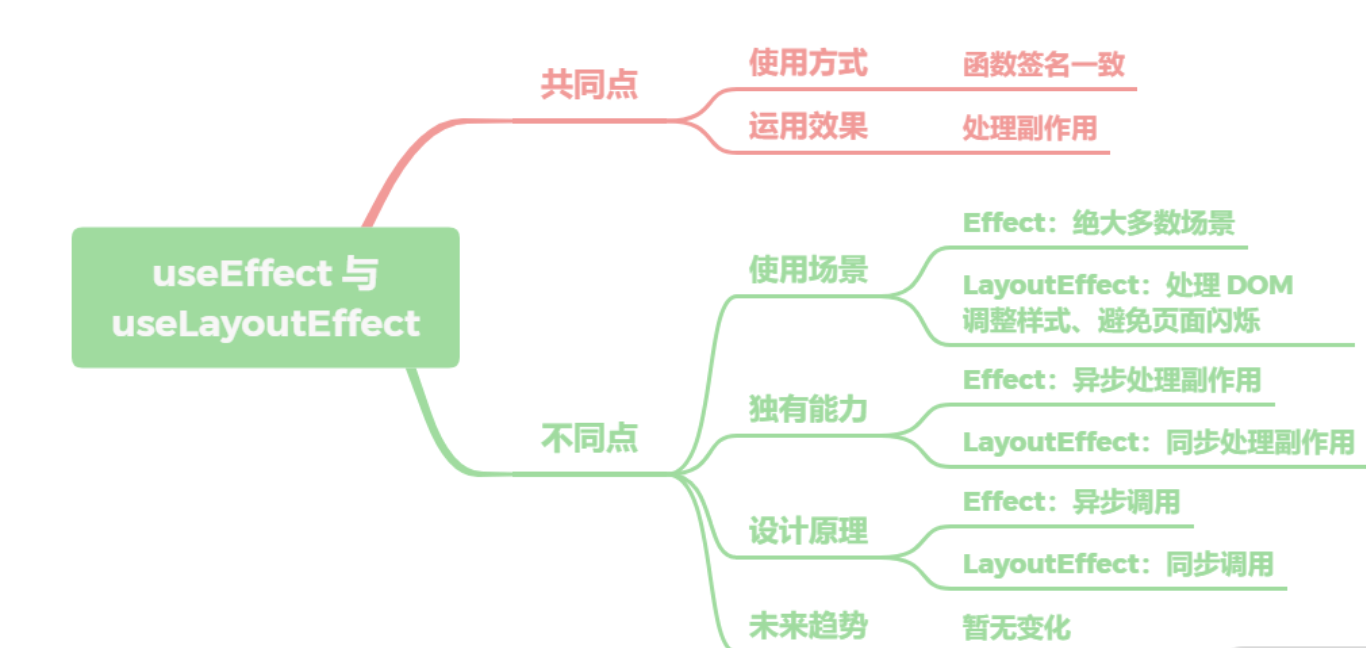 useEffect 与
useLayoutEffect
共同点
使用方式
函数签名一致
运用效果
处理副作用
不同点
使用场景
Effect：绝大多数场景
LayoutEffect：处理 DOM
调整样式、避免页面闪烁
独有能力
Effect：异步处理副作用
LayoutEffect：同步处理副作用
设计原理
Effect：异步调用
LayoutEffect：同步调用
未来趋势
暂无变化